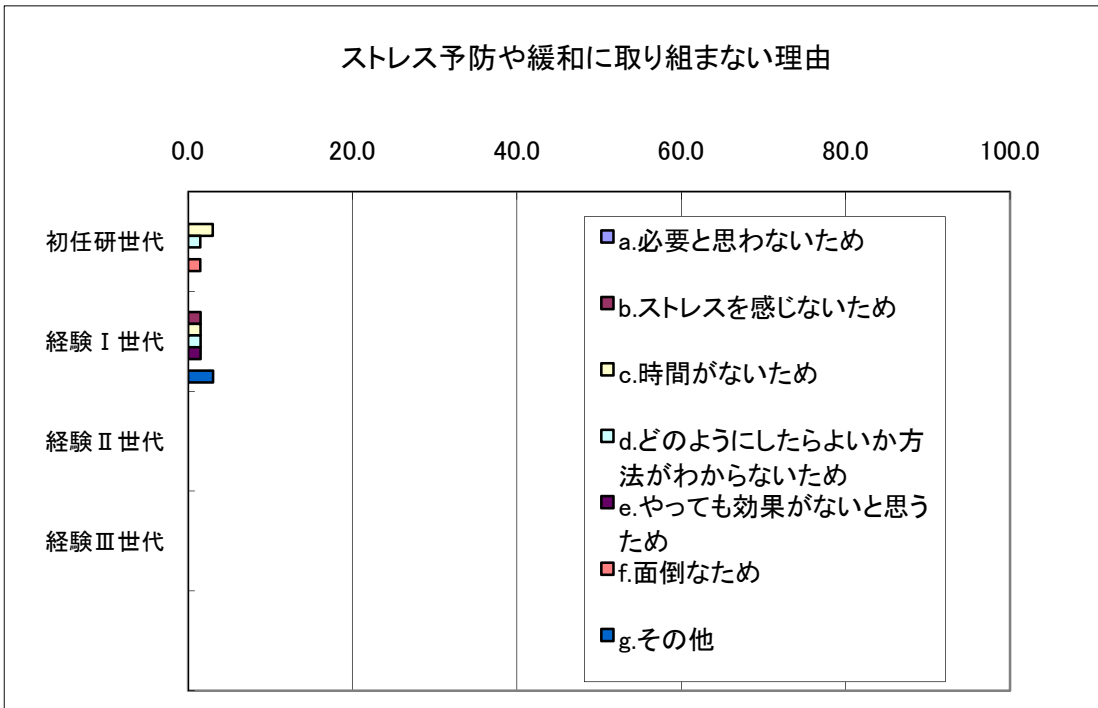 ストレス予防や緩和に取り組まない理由
0.0 20.0 40.0 60.0 80.0 100.0
初任研世代
経験Ⅰ世代
経験Ⅱ世代
経験Ⅲ世代
a.必要と思わないため
b.ストレスを感じないため
c.時間がないため
d.どのようにしたらよいか方
法がわからないため
e.やっても効果がないと思う
ため
f.面倒なため
g.その他